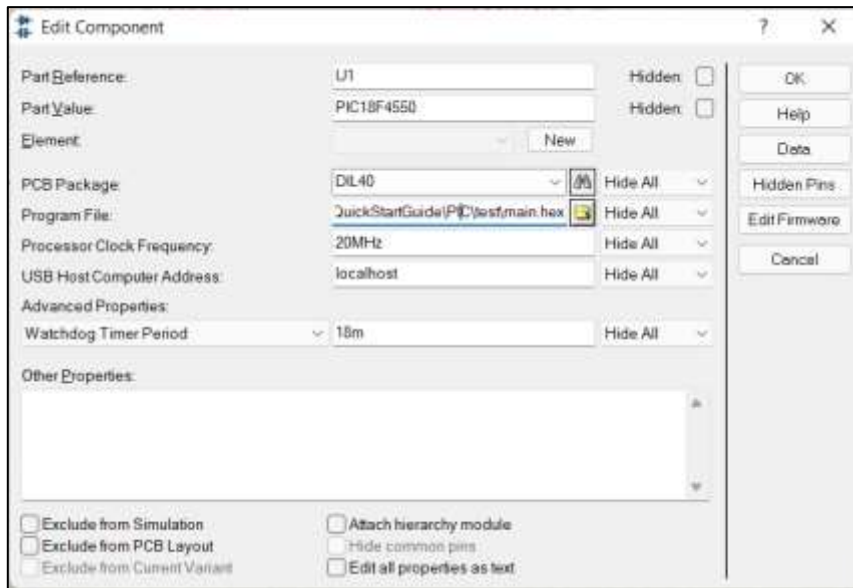 Edit Component
? ×
Part Reference: U1 Hidden: OK
Part Value: PIC18F4550 Hidden: Help
Element: New Data
PCB Package: DIL40 Hide All Hidden Pins
Program File: QuickStartGuide\PIC\test\main.hex Hide All Edit Firmware
Processor Clock Frequency: 20MHz Hide All Cancel
USB Host Computer Address: localhost Hide All
Advanced Properties:
Watchdog Timer Period 18m Hide All
Other Properties:
Exclude from Simulation Attach hierarchy module
Exclude from PCB Layout Hide common pins
Exclude from Current Variant Edit all properties as text